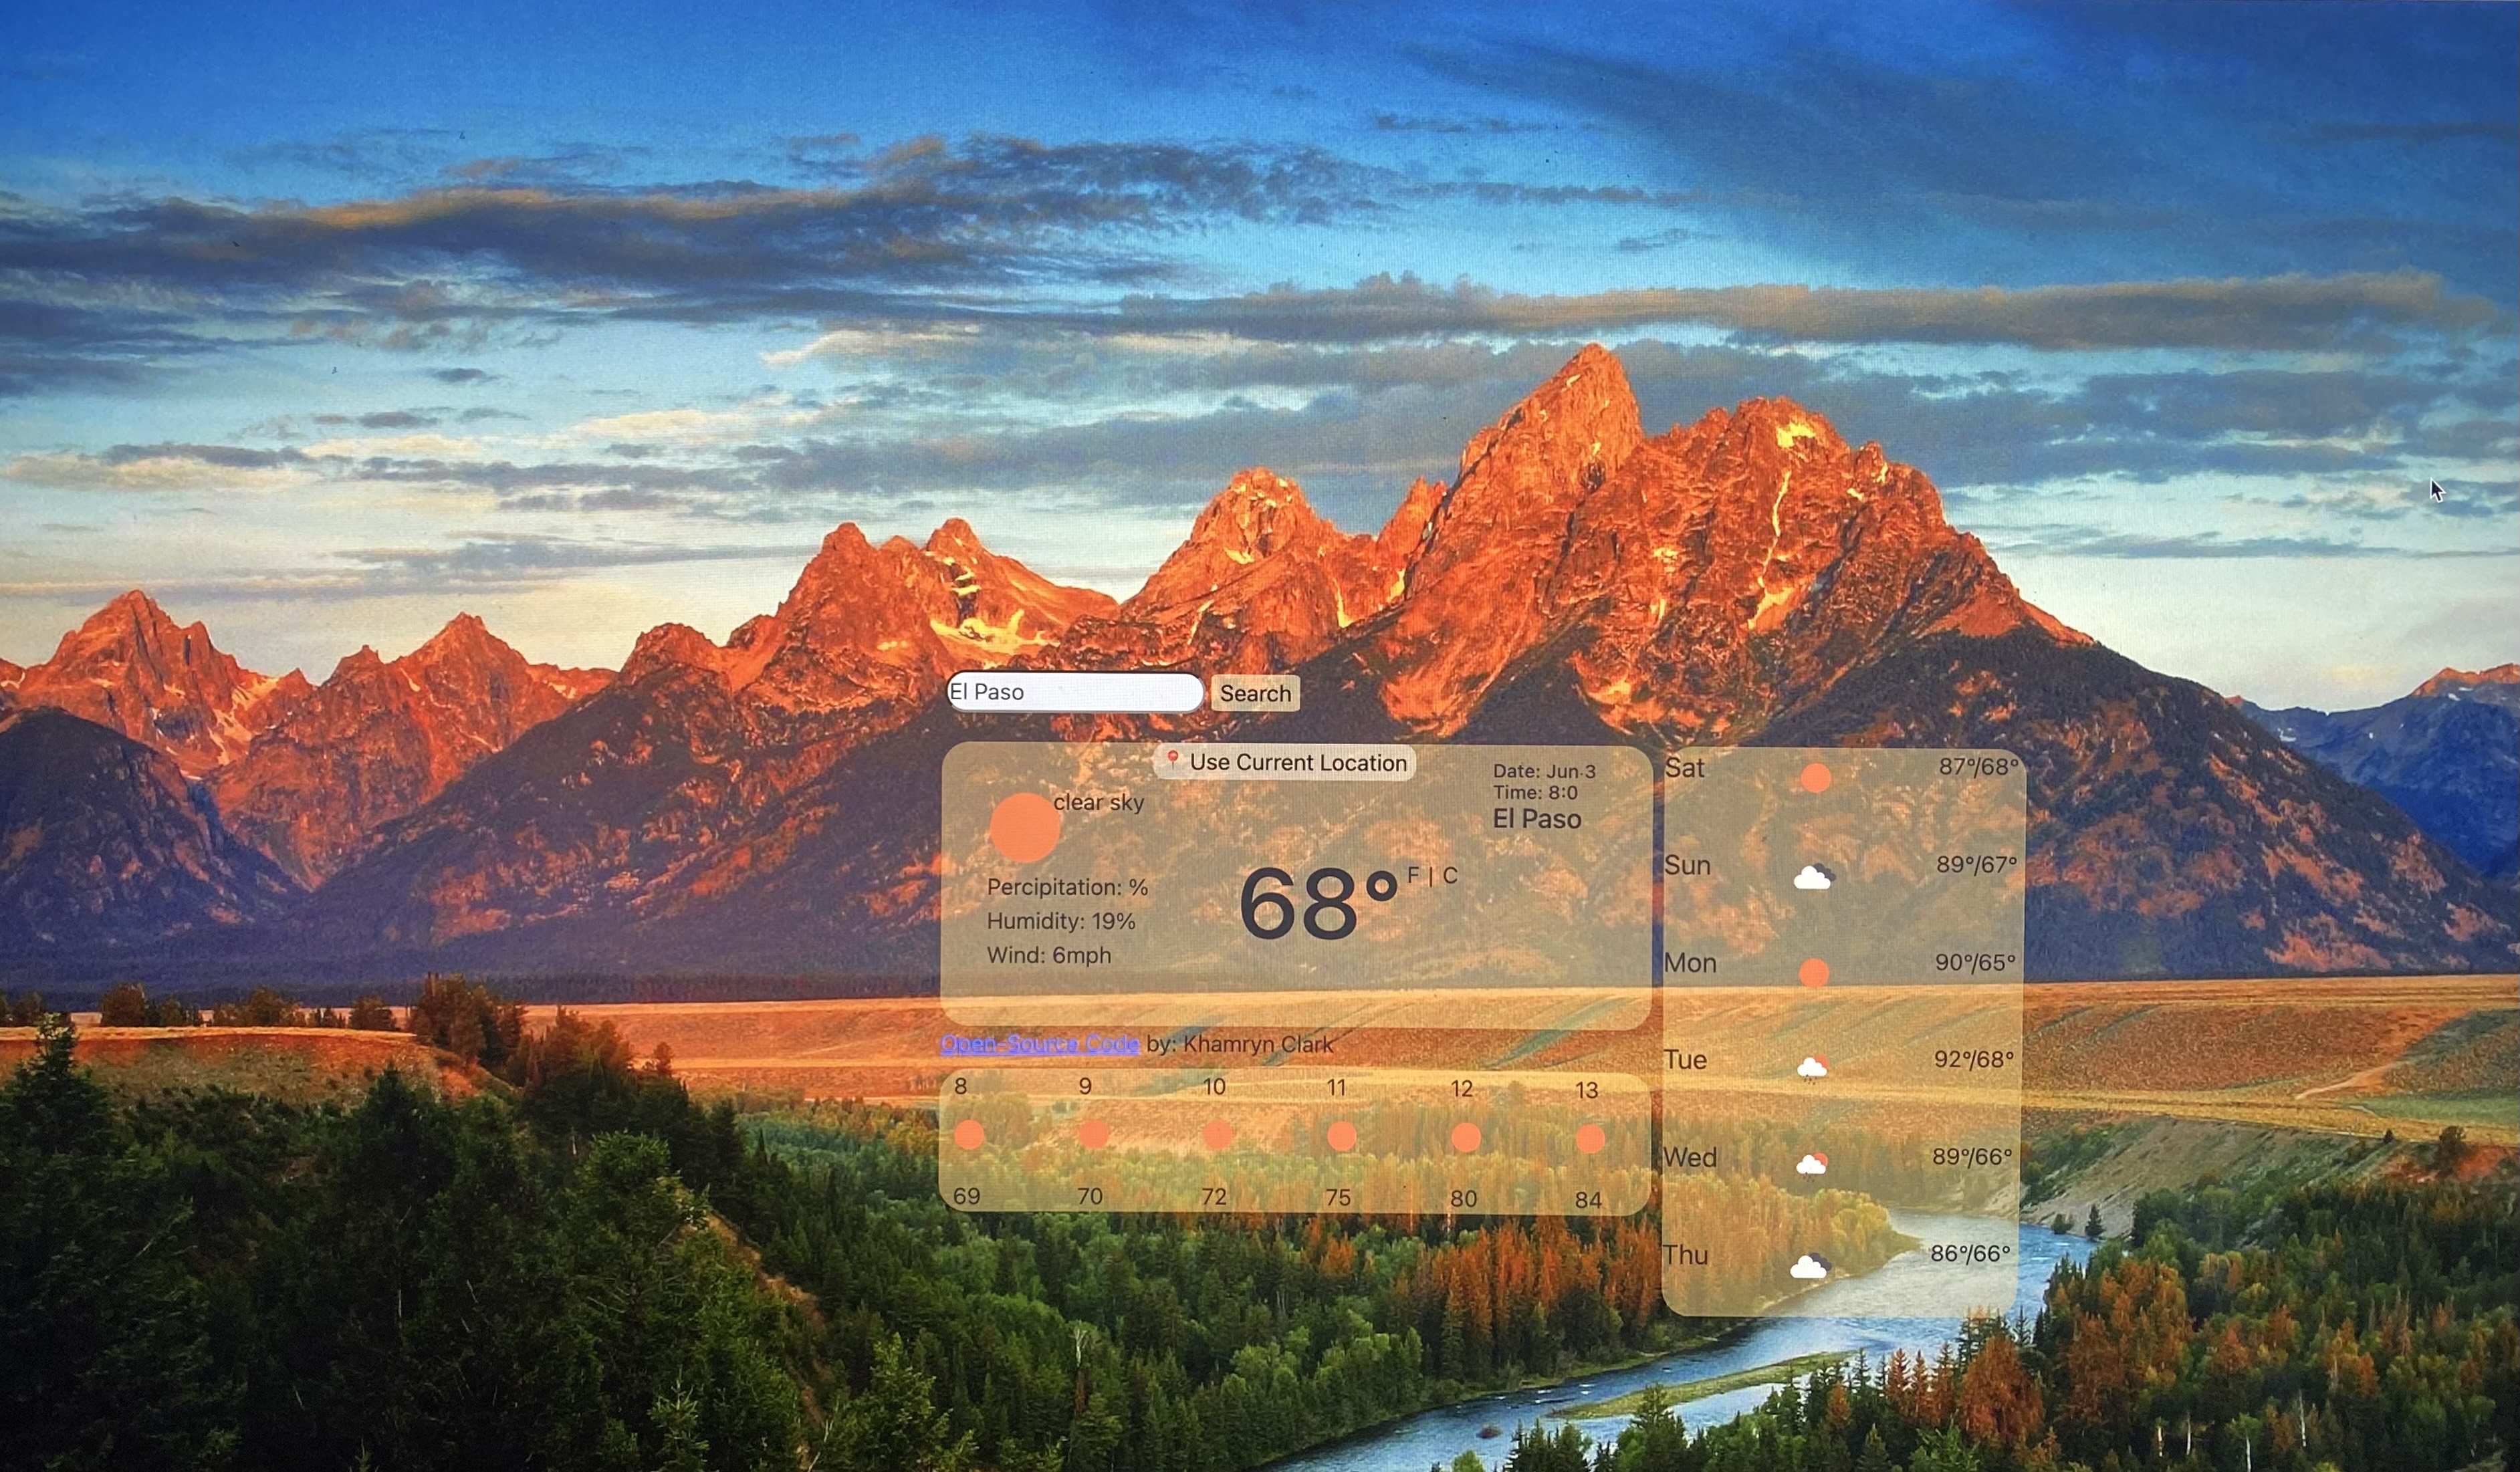 El Paso
Search
Use Current Location
Date: Jun 3
Time: 8:0
El Paso
clear sky
68° F | C
Percipitation: %
Humidity: 19%
Wind: 6mph
Open-Source Code by: Khamryn Clark
8 9 10 11 12 13
69 70 72 75 80 84
Sat 87°/68°
Sun 89°/67°
Mon 90°/65°
Tue 92°/68°
Wed 89°/66°
Thu 86°/66°